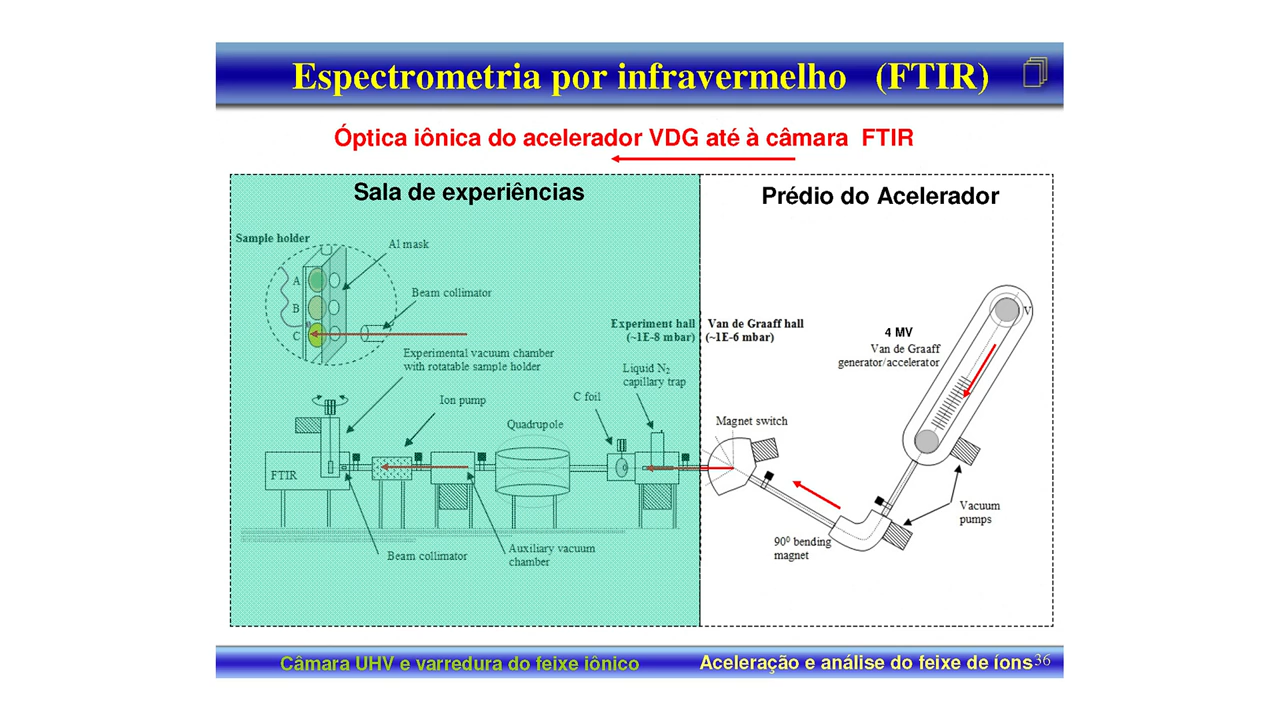 Espectrometria por infravermelho (FTIR)
Óptica iônica do acelerador VDG até à câmara FTIR
Sala de experiências
Prédio do Acelerador
Sample holder
Al mask
A
B
C
Beam collimator
Experiment hall
(~1E-8 mbar)
Van de Graaff hall
(~1E-6 mbar)
4 MV
Van de Graaff
generator/accelerator
V
Experimental vacuum chamber
with rotatable sample holder
Liquid N₂
capillary trap
Ion pump
C foil
Quadrupole
Magnet switch
FTIR
Vacuum
pumps
90⁰ bending
magnet
Beam collimator
Auxiliary vacuum
chamber
Câmara UHV e varredura do feixe iônico
Aceleração e análise do feixe de íons
36